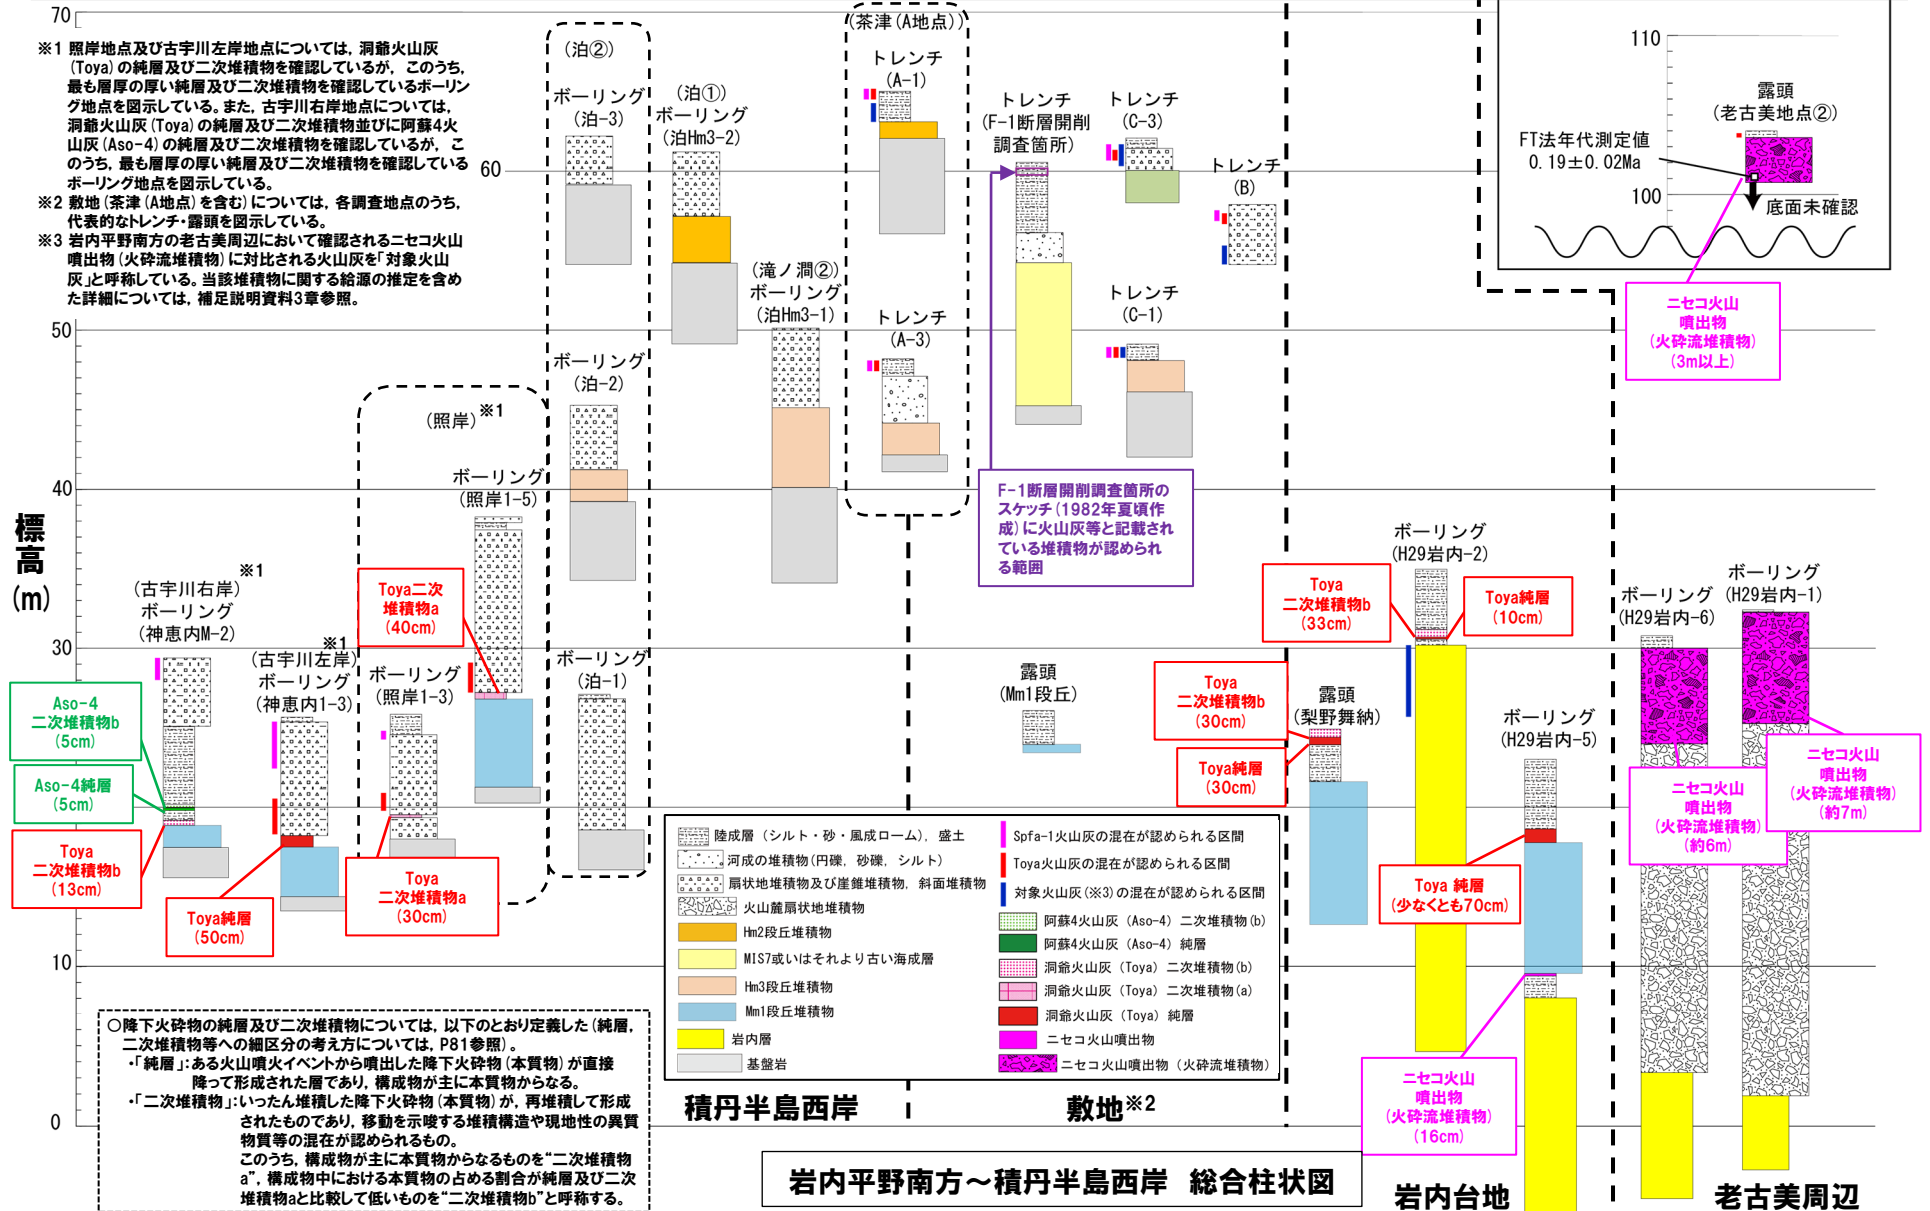 70
60
50
40
30
10
0
標高
(m)
※1 照岸地点及び古宇川左岸地点については，洞爺火山灰
(Toya)の純層及び二次堆積物を確認しているが，このうち，
最も層厚の厚い純層及び二次堆積物を確認しているボーリン
グ地点を図示している。また，古宇川右岸地点については，
洞爺火山灰(Toya)の純層及び二次堆積物並びに阿蘇4火
山灰(Aso-4)の純層及び二次堆積物を確認しているが，こ
のうち，最も層厚の厚い純層及び二次堆積物を確認している
ボーリング地点を図示している。
※2 敷地(茶津(A地点)を含む)については，各調査地点のうち，
代表的なトレンチ・露頭を図示している。
※3 岩内平野南方の老古美周辺において確認されるニセコ火山
噴出物(火砕流堆積物)に対比される火山灰を「対象火山
灰」と呼称している。当該堆積物に関する給源の推定を含め
た詳細については，補足説明資料3章参照。
(古宇川右岸)※1
ボーリング
(神恵内M-2)
Aso-4
二次堆積物b
(5cm)
Aso-4純層
(5cm)
Toya
二次堆積物b
(13cm)
※1
(古宇川左岸)
ボーリング
(神恵内1-3)
Toya純層
(50cm)
(照岸)※1
ボーリング
(照岸1-3)
Toya
二次堆積物a
(30cm)
ボーリング
(照岸1-5)
Toya二次
堆積物a
(40cm)
(泊②)
ボーリング
(泊-3)
ボーリング
(泊-2)
ボーリング
(泊-1)
(泊①)
ボーリング
(泊Hm3-2)
(滝ノ澗②)
ボーリング
(泊Hm3-1)
(茶津(A地点))
トレンチ
(A-1)
トレンチ
(A-3)
トレンチ
(F-1断層開削
調査箇所)
F-1断層開削調査箇所の
スケッチ(1982年夏頃作
成)に火山灰等と記載され
ている堆積物が認められ
る範囲
トレンチ
(C-3)
トレンチ
(B)
トレンチ
(C-1)
露頭
(Mm1段丘)
露頭
(梨野舞納)
Toya
二次堆積物b
(30cm)
Toya純層
(30cm)
ボーリング
(H29岩内-2)
Toya
二次堆積物b
(33cm)
Toya純層
(10cm)
ボーリング
(H29岩内-5)
Toya 純層
(少なくとも70cm)
ニセコ火山
噴出物
(火砕流堆積物)
(16cm)
ボーリング
(H29岩内-6)
ニセコ火山
噴出物
(火砕流堆積物)
(約6m)
ボーリング
(H29岩内-1)
ニセコ火山
噴出物
(火砕流堆積物)
(約7m)
110
100
露頭
(老古美地点②)
FT法年代測定値
0.19±0.02Ma
底面未確認
ニセコ火山
噴出物
(火砕流堆積物)
(3m以上)
陸成層(シルト・砂・風成ローム)，盛土
河成の堆積物(円礫，砂礫，シルト)
扇状地堆積物及び崖錐堆積物，斜面堆積物
火山麓扇状地堆積物
Hm2段丘堆積物
MIS7或いはそれより古い海成層
Hm3段丘堆積物
Mm1段丘堆積物
岩内層
基盤岩
Spfa-1火山灰の混在が認められる区間
Toya火山灰の混在が認められる区間
対象火山灰(※3)の混在が認められる区間
阿蘇4火山灰(Aso-4)二次堆積物(b)
阿蘇4火山灰(Aso-4)純層
洞爺火山灰(Toya)二次堆積物(b)
洞爺火山灰(Toya)二次堆積物(a)
洞爺火山灰(Toya)純層
ニセコ火山噴出物
ニセコ火山噴出物(火砕流堆積物)
○降下火砕物の純層及び二次堆積物については，以下のとおり定義した(純層，
二次堆積物等への細区分の考え方については，P81参照)。
・「純層」：ある火山噴火イベントから噴出した降下火砕物(本質物)が直接
降って形成された層であり，構成物が主に本質物からなる。
・「二次堆積物」：いったん堆積した降下火砕物(本質物)が，再堆積して形成
されたものであり，移動を示唆する堆積構造や現地性の異質
物質等の混在が認められるもの。
このうち，構成物が主に本質物からなるものを“二次堆積物
a”，構成物中における本質物の占める割合が純層及び二次
堆積物aと比較して低いものを“二次堆積物b”と呼称する。
積丹半島西岸
敷地※2
岩内台地
老古美周辺
岩内平野南方～積丹半島西岸 総合柱状図